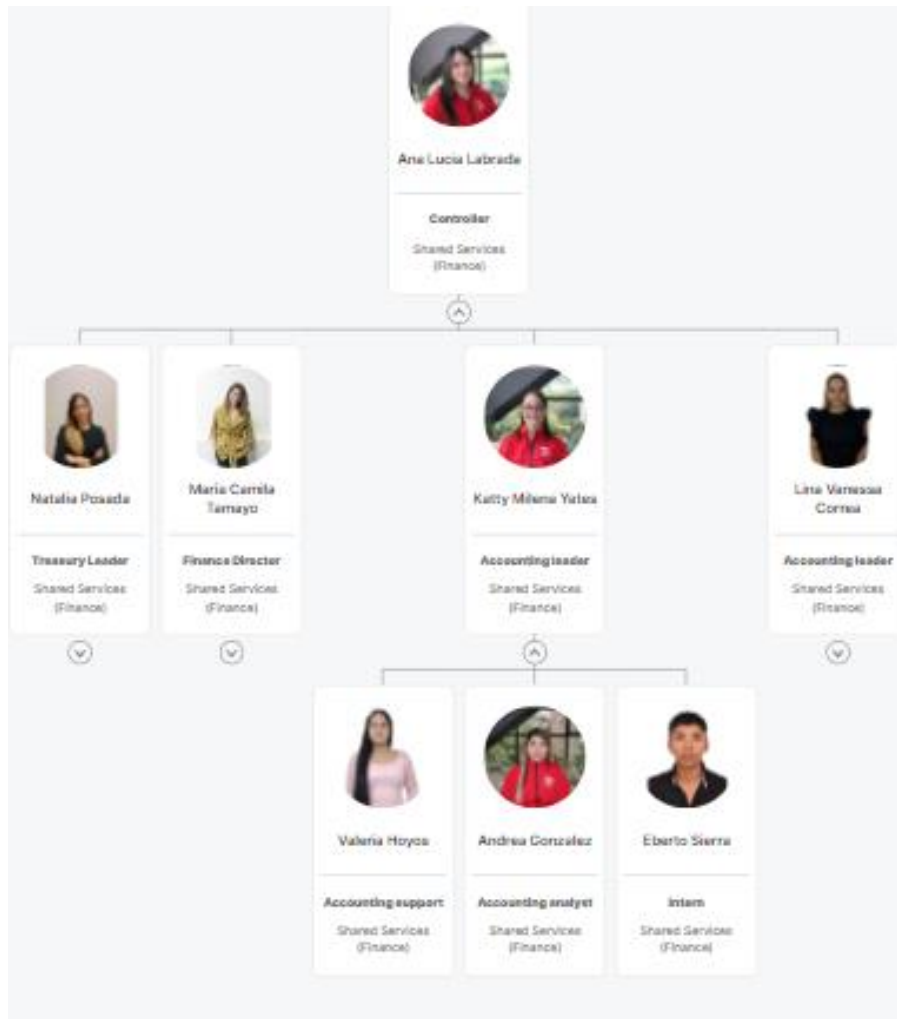 Ana Lucia Labrada
Controller
Shared Services
(Finance)
Natalia Posada
Treasury Leader
Shared Services
(Finance)
Maria Camila
Tamayo
Finance Director
Shared Services
(Finance)
Katty Milena Yates
Accounting leader
Shared Services
(Finance)
Lina Vanessa
Correa
Accounting leader
Shared Services
(Finance)
Valeria Hoyos
Accounting support
Shared Services
(Finance)
Andrea Gonzalez
Accounting analyst
Shared Services
(Finance)
Eberto Sierra
Intern
Shared Services
(Finance)